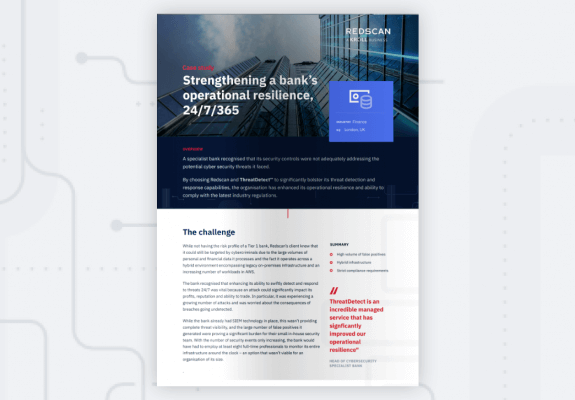 REDSCAN
A KROLL BUSINESS
Case study
Strengthening a bank's
operational resilience,
24/7/365
Finance
London, UK
OVERVIEW
A specialist bank recognised that its security controls were not adequately addressing the
potential cyber security threats it faced.
By choosing Redscan and ThreatDetect™ to significantly bolster its threat detection and
response capabilities, the organisation has enhanced its operational resilience and ability to
comply with the latest industry regulations.
The challenge
While not having the risk profile of a Tier 1 bank, Redscan's client knew that
it could still be targeted by cybercriminals due to the large volumes of
personal and financial data it processes and the fact it operates across a
hybrid environment encompassing legacy on-premises infrastructure and an
increasing number of workloads in AWS.
The bank recognised that enhancing its ability to swiftly detect and respond
to threats 24/7 was vital because an attack could significantly impact its
profits, reputation and ability to trade. In particular, it was experiencing a
growing number of attacks and was worried about the consequences of
breaches going undetected.
While the bank already had SIEM technology in place, this wasn't providing
complete threat visibility, and the large number of false positives it
generated were proving a significant burden for their small in-house security
team. With the number of security events only increasing, the bank would
have had to employ at least eight full-time professionals to monitor its entire
infrastructure around the clock – an option that wasn't viable for an
organisation of its size.
SUMMARY
High volume of false positives
Hybrid infrastructure
Strict compliance requirements
"
ThreatDetect is an
incredible managed
service that has
significantly
improved our
operational
resilience"
HEAD OF CYBERSECURITY
SPECIALIST BANK